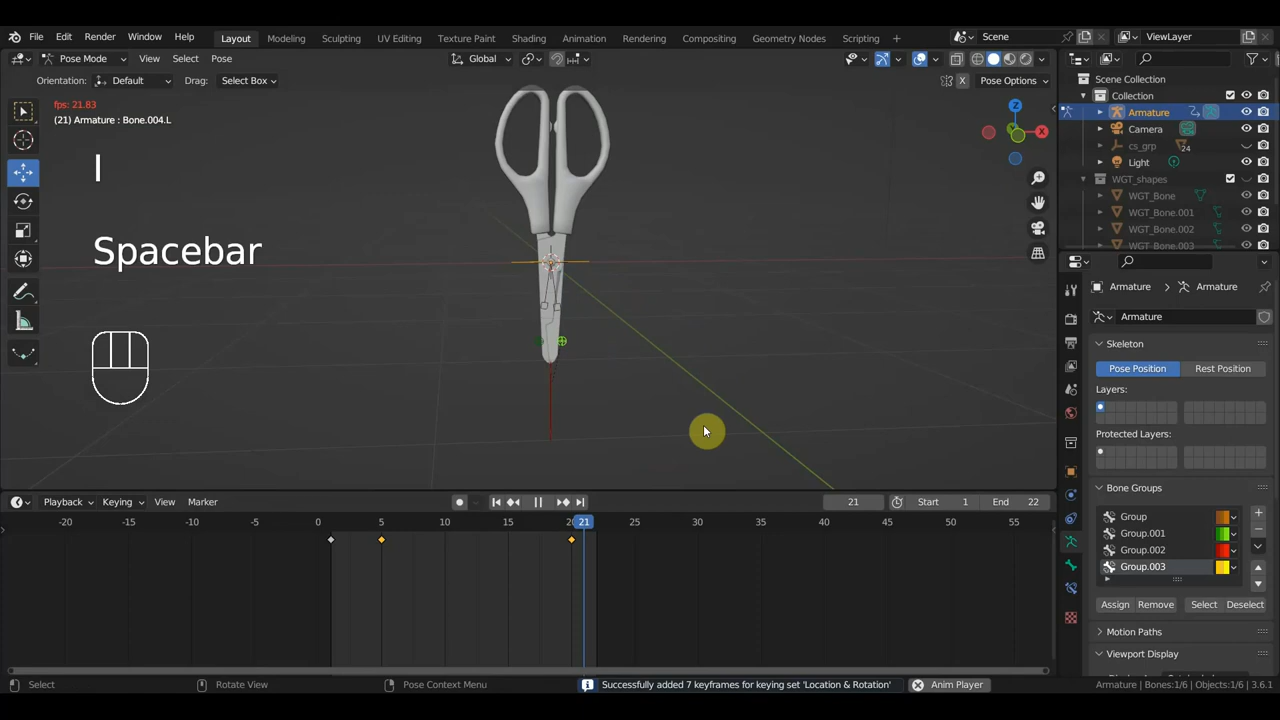 File Edit Render Window Help Layout Modeling Sculpting UV Editing Texture Paint Shading Animation Rendering Compositing Geometry Nodes Scripting + Scene ViewLayer
Pose Mode View Select Pose Global
Orientation: Default Drag: Select Box X Pose Options
fps: 21.83
(21) Armature : Bone.004.L
I
Spacebar
Z
X
Scene Collection
Collection
Armature
Camera
cs_grp 24
Light
WGT_shapes
WGT_Bone
WGT_Bone.001
WGT_Bone.002
WGT_Bone.003
Armature > Armature
Armature
Skeleton
Pose Position Rest Position
Layers:
Protected Layers:
Bone Groups
Group
Group.001
Group.002
Group.003
Assign Remove Select Deselect
Motion Paths
Viewport Display
Playback Keying View Marker 21 Start 1 End 22
-20 -15 -10 -5 0 5 10 15 21 25 30 35 40 45 50 55
Select Rotate View Pose Context Menu Successfully added 7 keyframes for keying set 'Location & Rotation' Anim Player Armature | Bones:1/6 | Objects:1/6 | 3.6.1